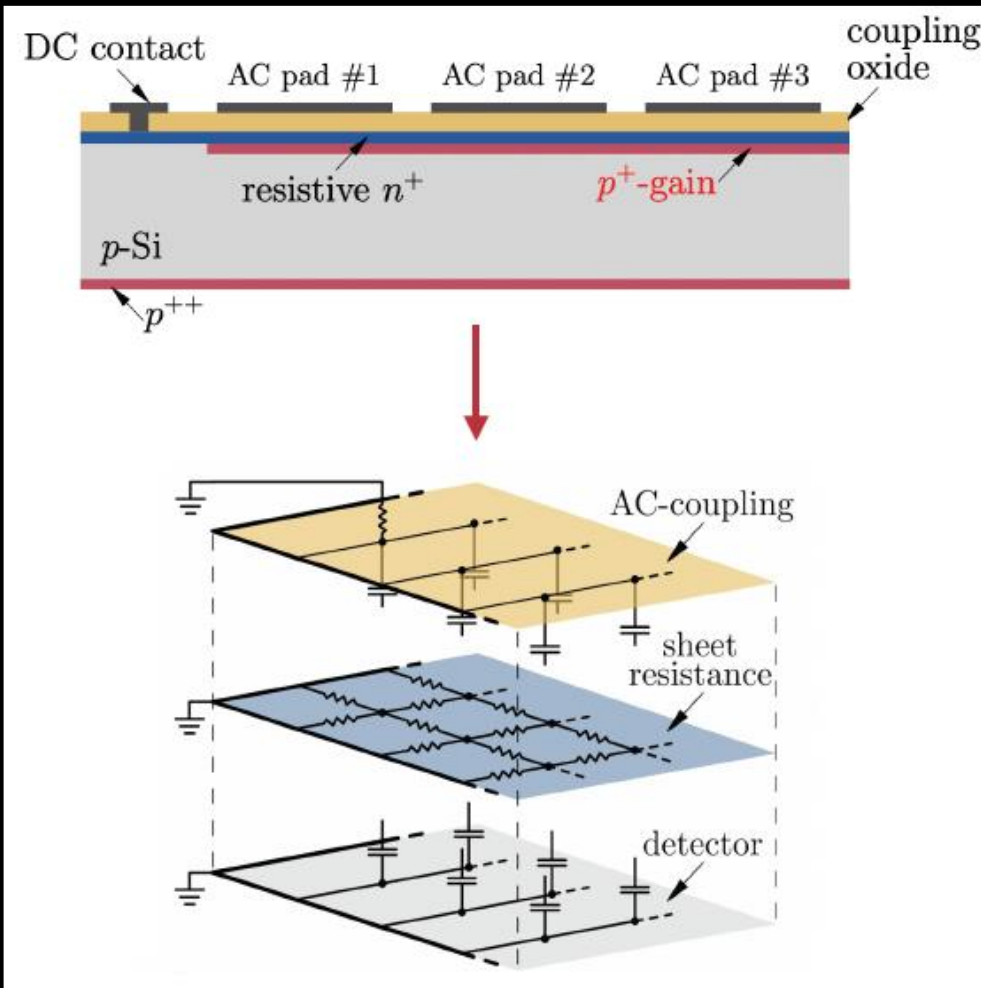 DC contact
AC pad #1
AC pad #2
AC pad #3
coupling
oxide
resistive n⁺
p⁺-gain
p-Si
p⁺⁺
AC-coupling
sheet
resistance
detector